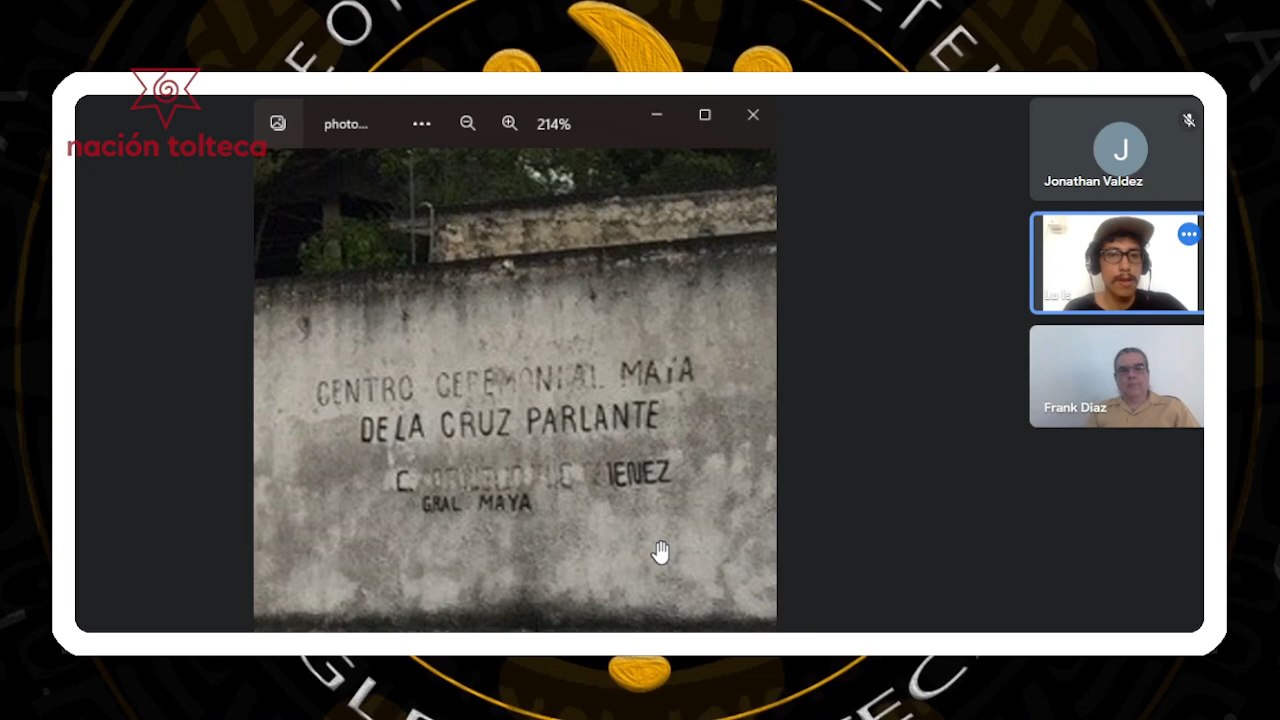 nación tolteca
photo...
214%
CENTRO CEREMONIAL MAYA
DE LA CRUZ PARLANTE
GRAL MAYA
J
Jonathan Valdez
Frank Diaz